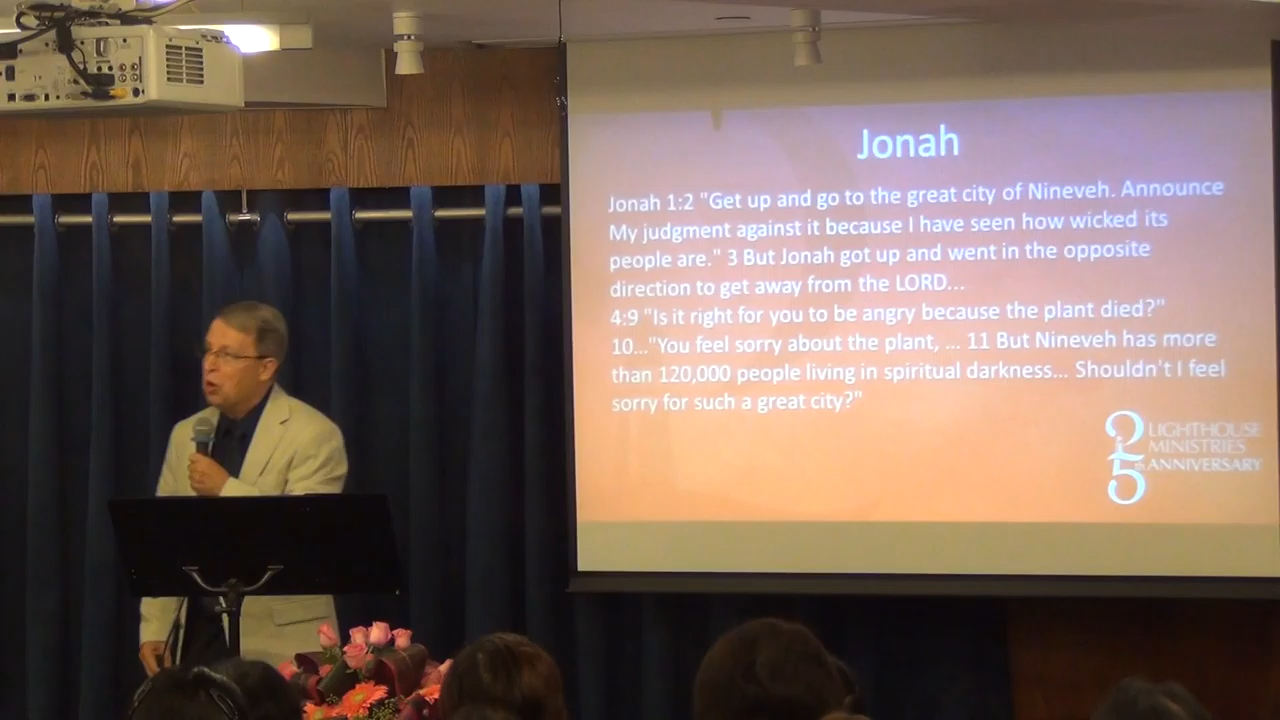 Jonah
Jonah 1:2 "Get up and go to the great city of Nineveh. Announce
My judgment against it because I have seen how wicked its
people are." 3 But Jonah got up and went in the opposite
direction to get away from the LORD...
4:9 "Is it right for you to be angry because the plant died?"
10..."You feel sorry about the plant, ... 11 But Nineveh has more
than 120,000 people living in spiritual darkness... Shouldn't I feel
sorry for such a great city?"
25th LIGHTHOUSE
MINISTRIES
ANNIVERSARY